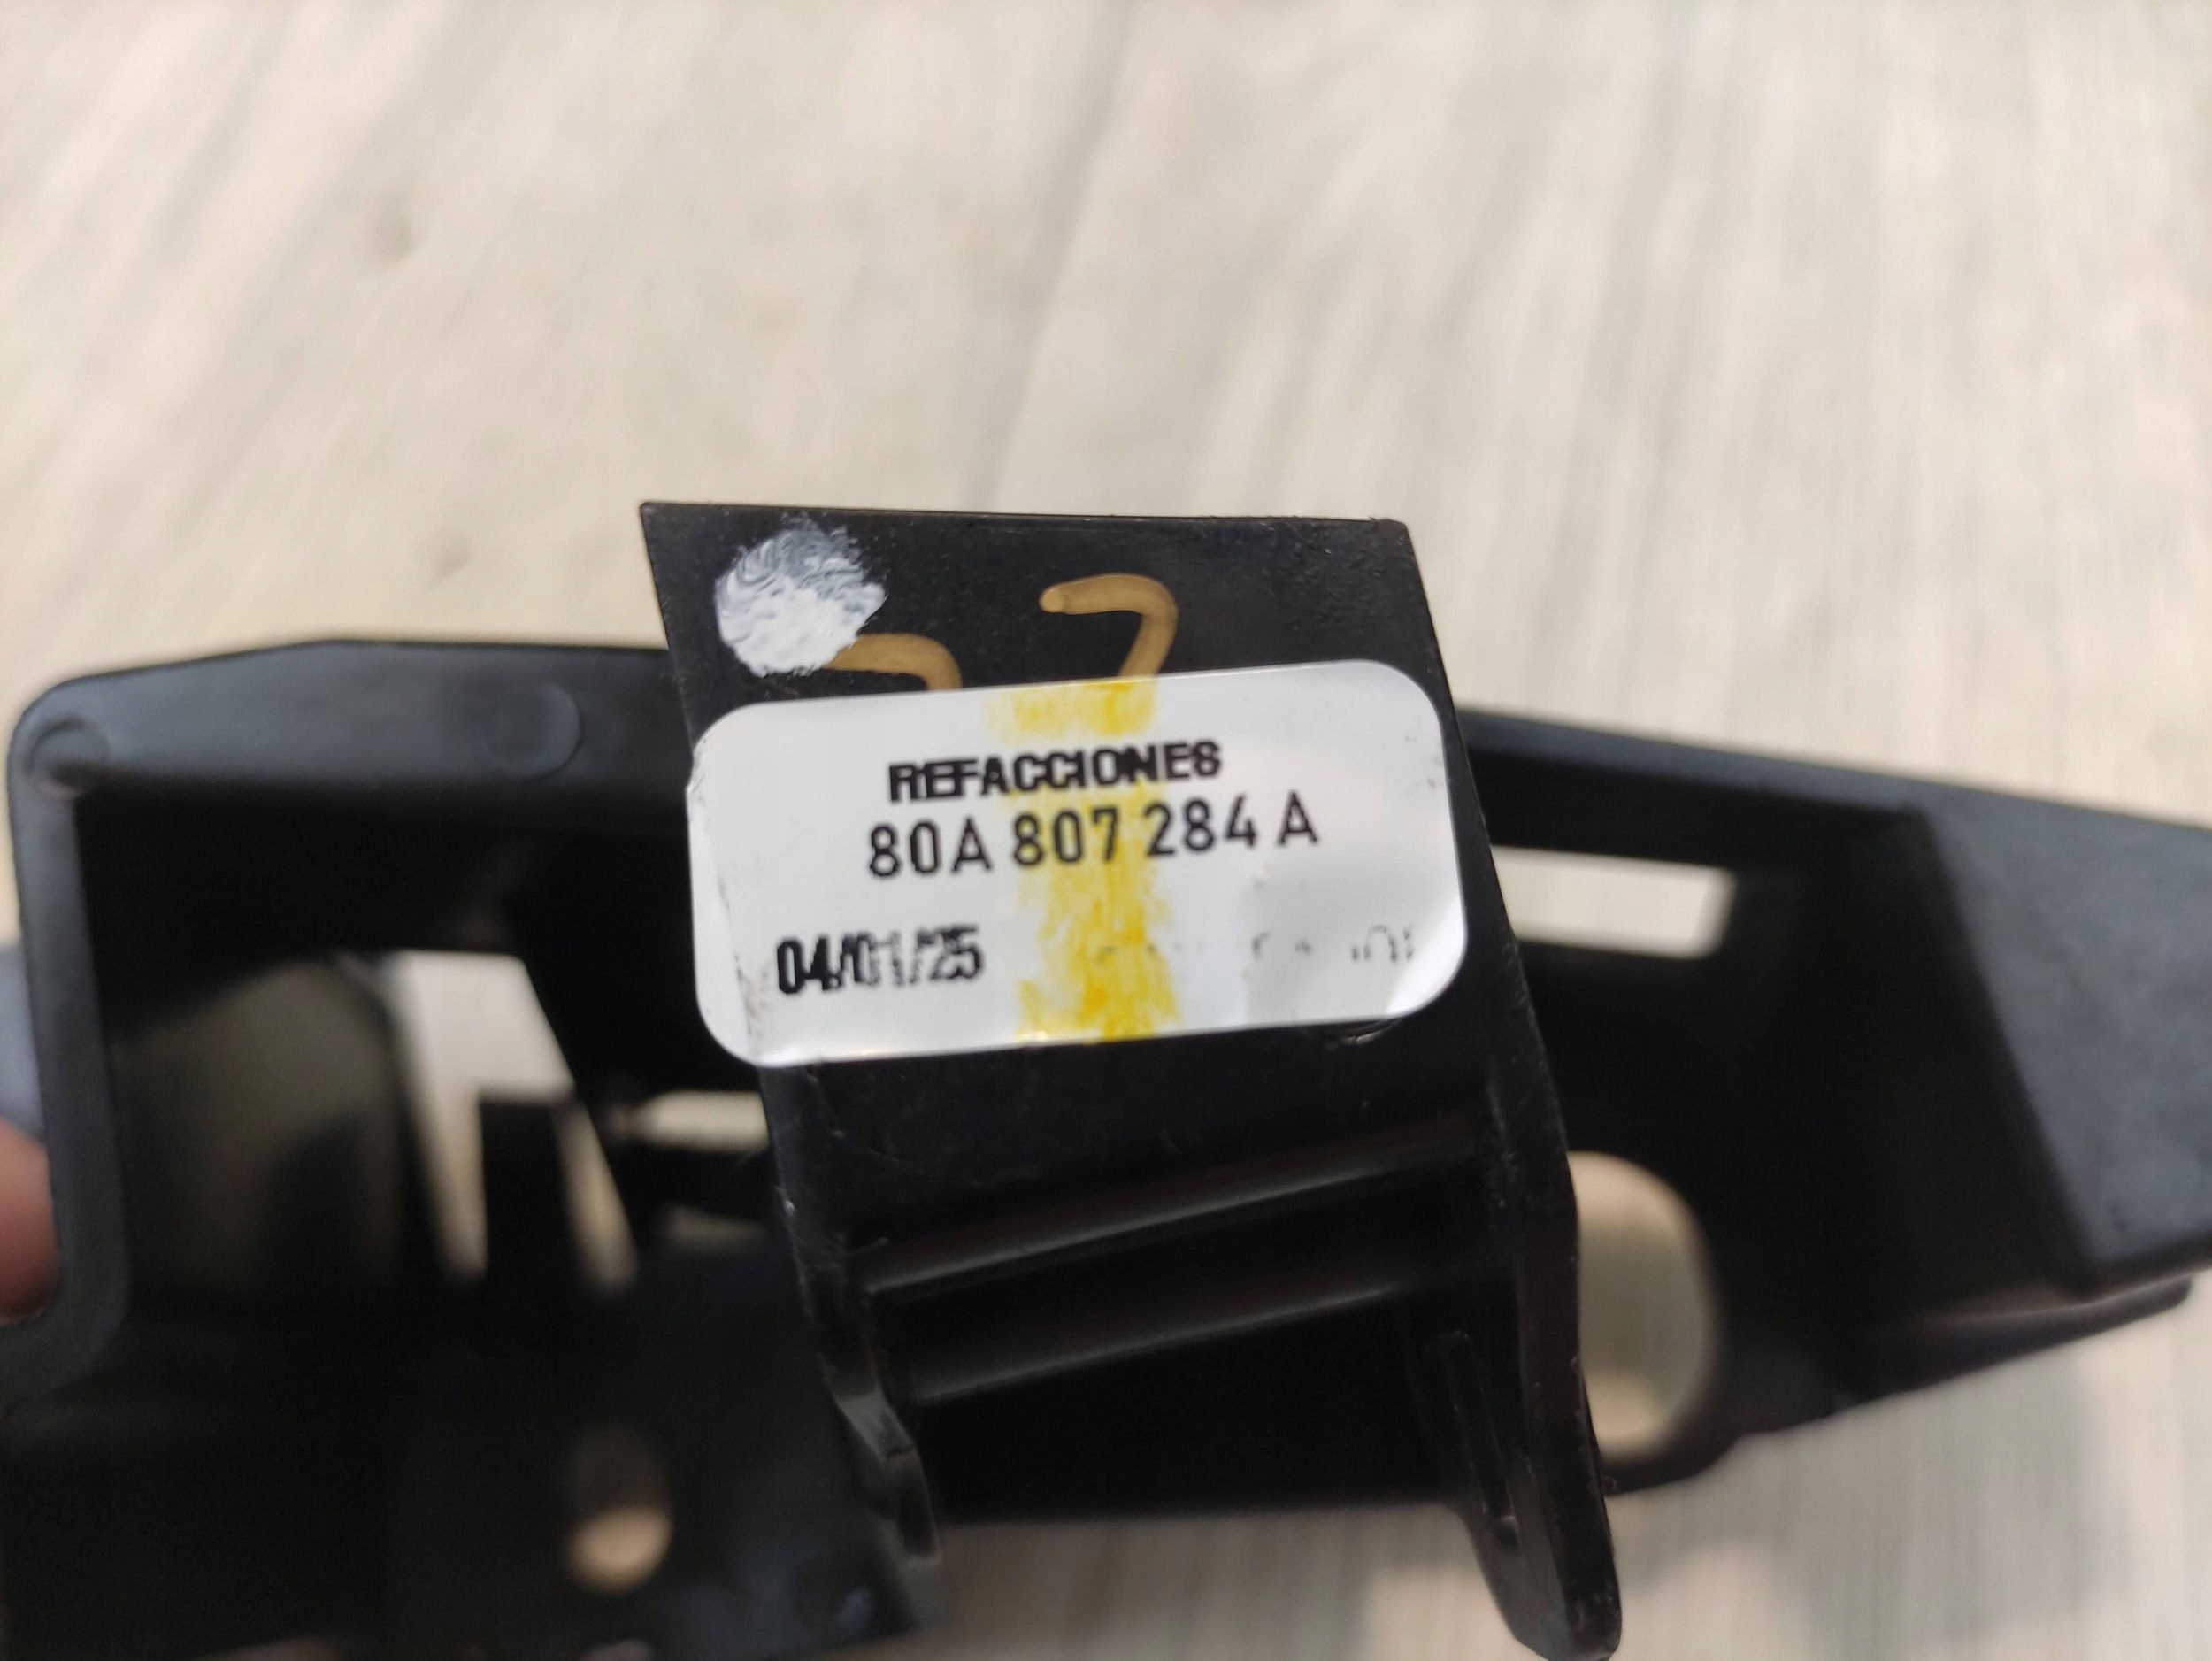 REFACCIONES
80A 807 284 A
04/01/25